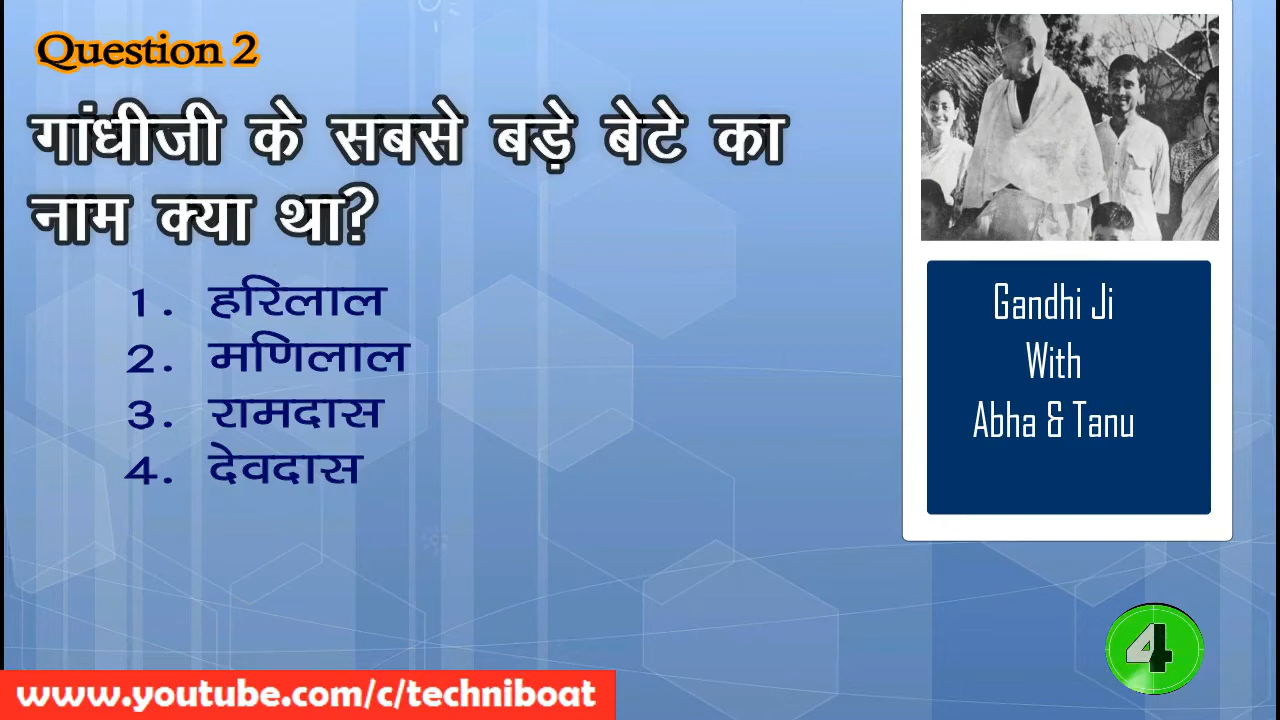 Question 2
गांधीजी के सबसे बड़े बेटे का
नाम क्या था?
1. हरिलाल
2. मणिलाल
3. रामदास
4. देवदास
Gandhi Ji
With
Abha & Tanu
4
www.youtube.com/c/techniboat